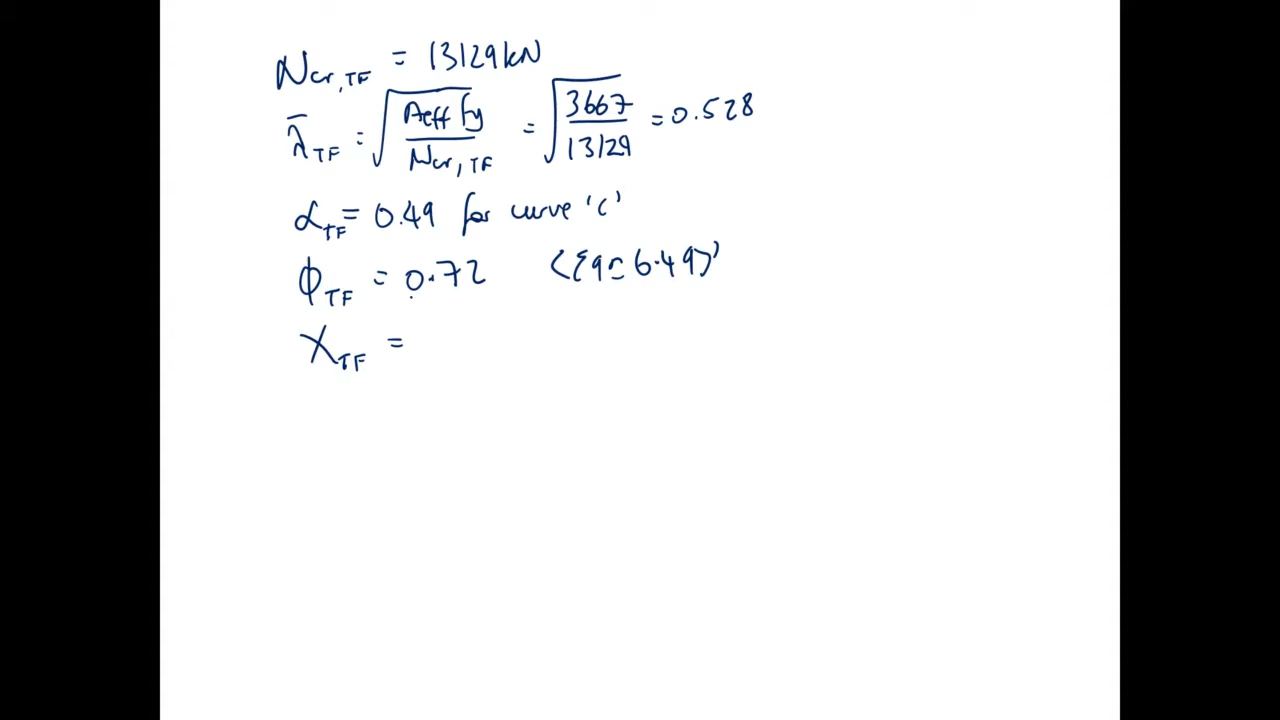 Ncr,TF = 13129kN
λ̄TF = √(Aeff fy / Ncr,TF) = √(3667 / 13129) = 0.528
αTF = 0.49 for curve 'c'
ϕTF = 0.72 <{9≤ 6.49}>
χTF =